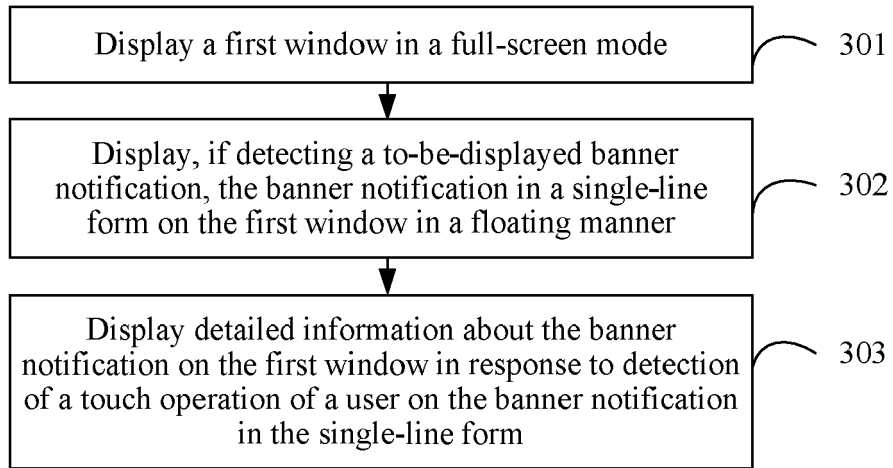 Display a first window in a full-screen mode
301
Display, if detecting a to-be-displayed banner
notification, the banner notification in a single-line
form on the first window in a floating manner
302
Display detailed information about the banner
notification on the first window in response to detection
of a touch operation of a user on the banner notification
in the single-line form
303